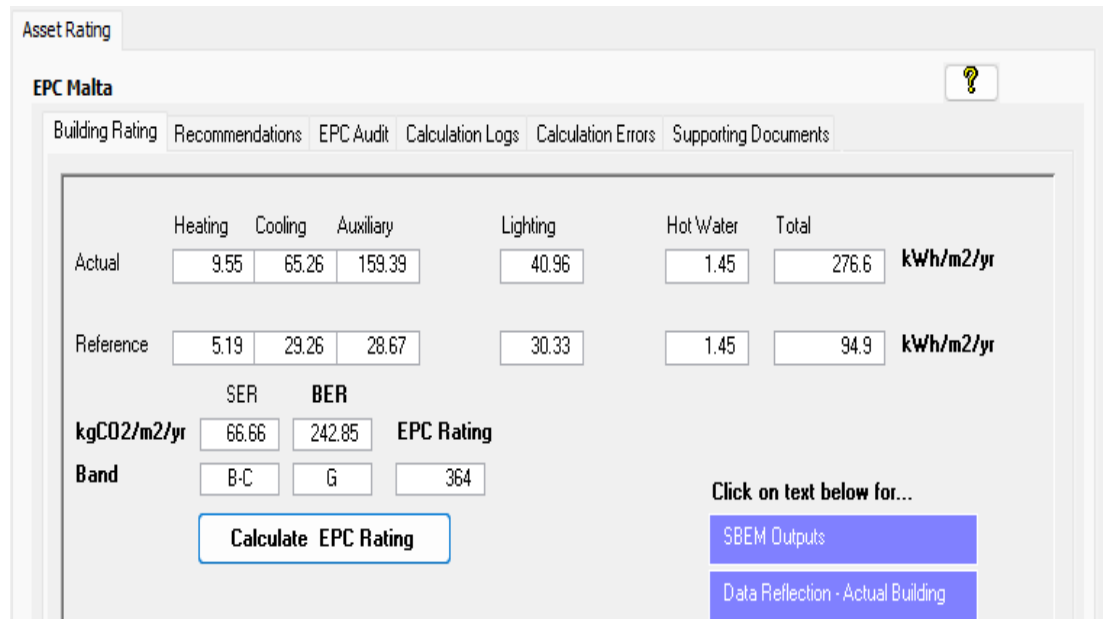 Asset Rating
EPC Malta
?
Building Rating Recommendations EPC Audit Calculation Logs Calculation Errors Supporting Documents
Heating Cooling Auxiliary Lighting Hot Water Total
Actual 9.55 65.26 159.39 40.96 1.45 276.6 kWh/m2/yr
Reference 5.19 29.26 28.67 30.33 1.45 94.9 kWh/m2/yr
SER BER
kgCO2/m2/yr 66.66 242.85 EPC Rating
Band B-C G 364
Click on text below for...
Calculate EPC Rating
SBEM Outputs
Data Reflection - Actual Building